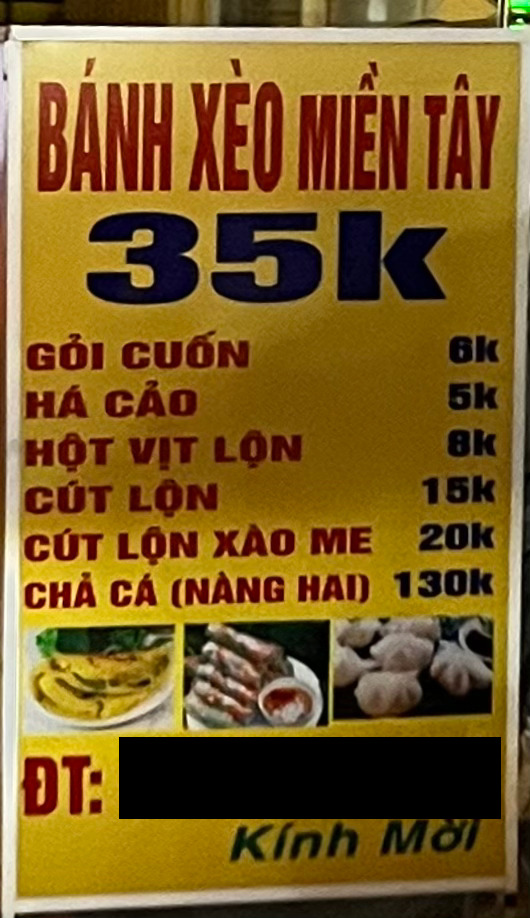 BÁNH XÈO MIỀN TÂY
35k
GỎI CUỐN 6k
HÁ CẢO 5k
HỘT VỊT LỘN 8k
CÚT LỘN 15k
CÚT LỘN XÀO ME 20k
CHẢ CÁ (NÀNG HAI) 130k
ĐT:
Kính Mời